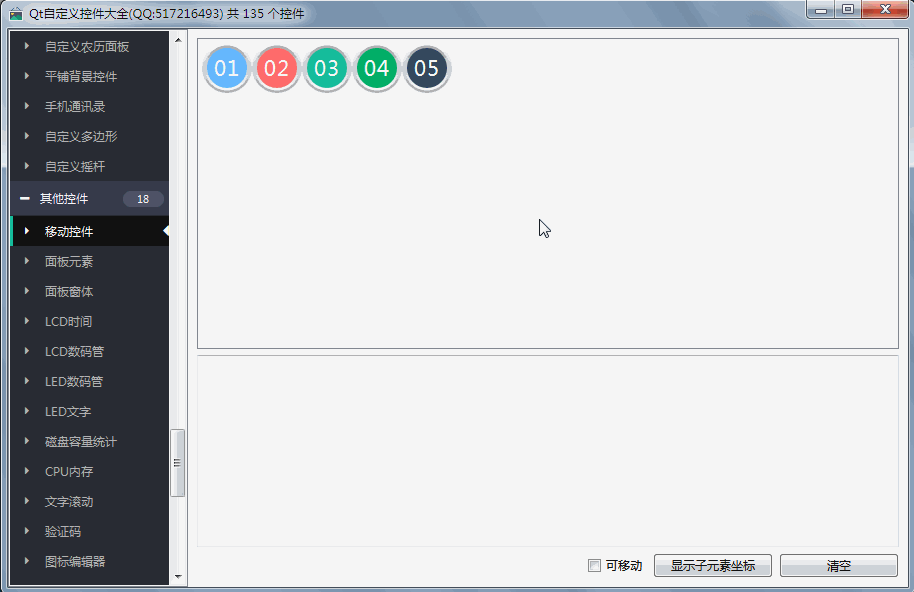 Qt自定义控件大全(QQ:517216493) 共 135 个控件
自定义农历面板
平铺背景控件
手机通讯录
自定义多边形
自定义摇杆
其他控件 18
移动控件
面板元素
面板窗体
LCD时间
LCD数码管
LED数码管
LED文字
磁盘容量统计
CPU内存
文字滚动
验证码
图标编辑器
01 02 03 04 05
可移动 显示子元素坐标 清空